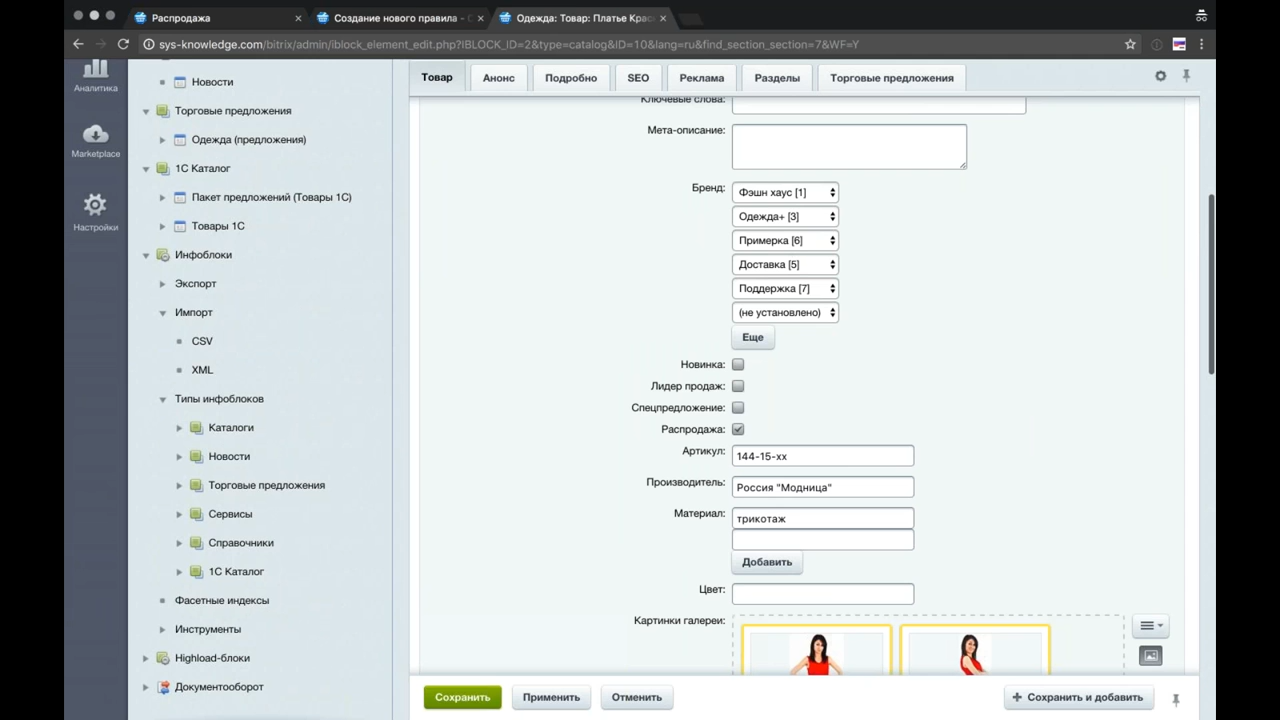 Распродажа
Создание нового правила - С
Одежда: Товар: Платье Крас
sys-knowledge.com/bitrix/admin/iblock_element_edit.php?IBLOCK_ID=2&type=catalog&ID=10&lang=ru&find_section_section=7&WF=Y
Аналитика
Marketplace
Настройки
Новости
Торговые предложения
Одежда (предложения)
1С Каталог
Пакет предложений (Товары 1С)
Товары 1С
Инфоблоки
Экспорт
Импорт
CSV
XML
Типы инфоблоков
Каталоги
Новости
Торговые предложения
Сервисы
Справочники
1С Каталог
Фасетные индексы
Инструменты
Highload-блоки
Документооборот
Товар
Анонс
Подробно
SEO
Реклама
Разделы
Торговые предложения
Ключевые слова:
Мета-описание:
Бренд:
Фэшн хаус [1]
Одежда+ [3]
Примерка [6]
Доставка [5]
Поддержка [7]
(не установлено)
Еще
Новинка:
Лидер продаж:
Спецпредложение:
Распродажа:
Артикул: 144-15-xx
Производитель: Россия "Модница"
Материал: трикотаж
Добавить
Цвет:
Картинки галереи:
Сохранить
Применить
Отменить
+ Сохранить и добавить